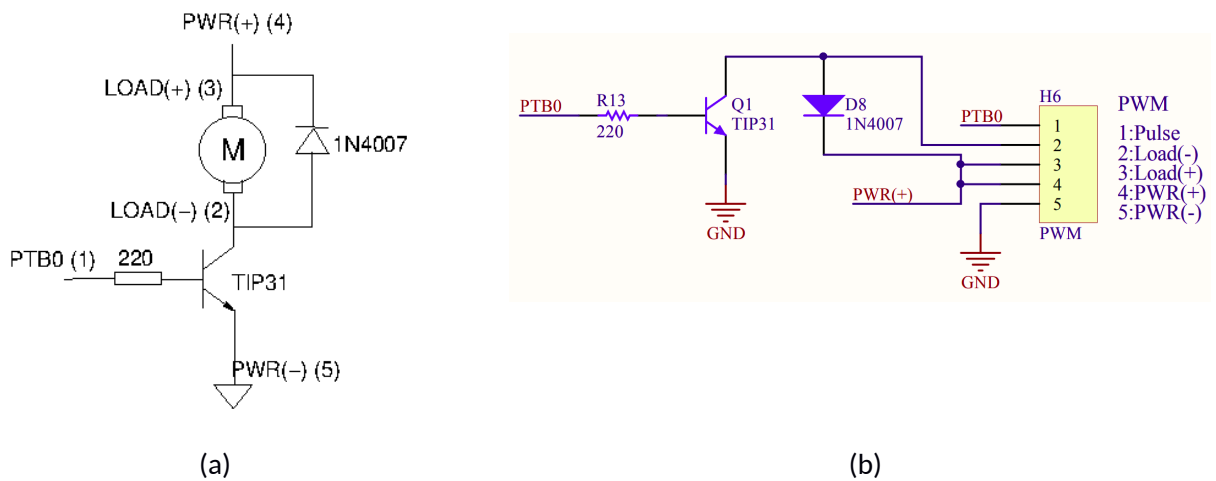 PWR(+) (4)
LOAD(+) (3)
M
1N4007
LOAD(−) (2)
PTB0 (1)
220
TIP31
PWR(−) (5)
(a)
PTB0
R13
220
Q1
TIP31
D8
1N4007
GND
PWR(+)
PTB0
H6
1
2
3
4
5
PWM
GND
PWM
1:Pulse
2:Load(-)
3:Load(+)
4:PWR(+)
5:PWR(-)
(b)